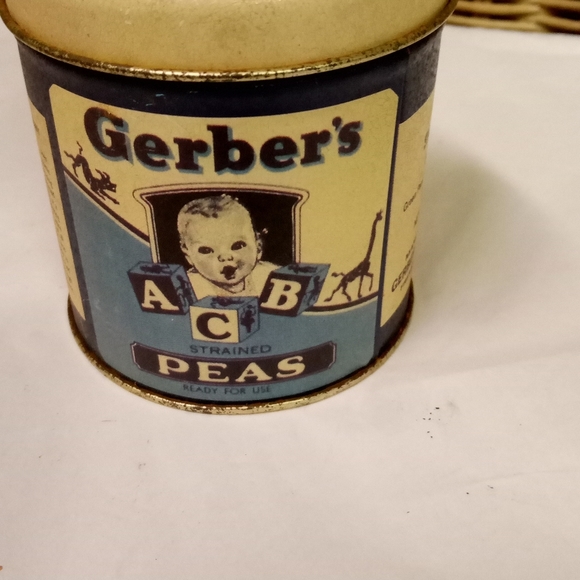 Gerber's
A B
C
STRAINED
PEAS
READY FOR USE